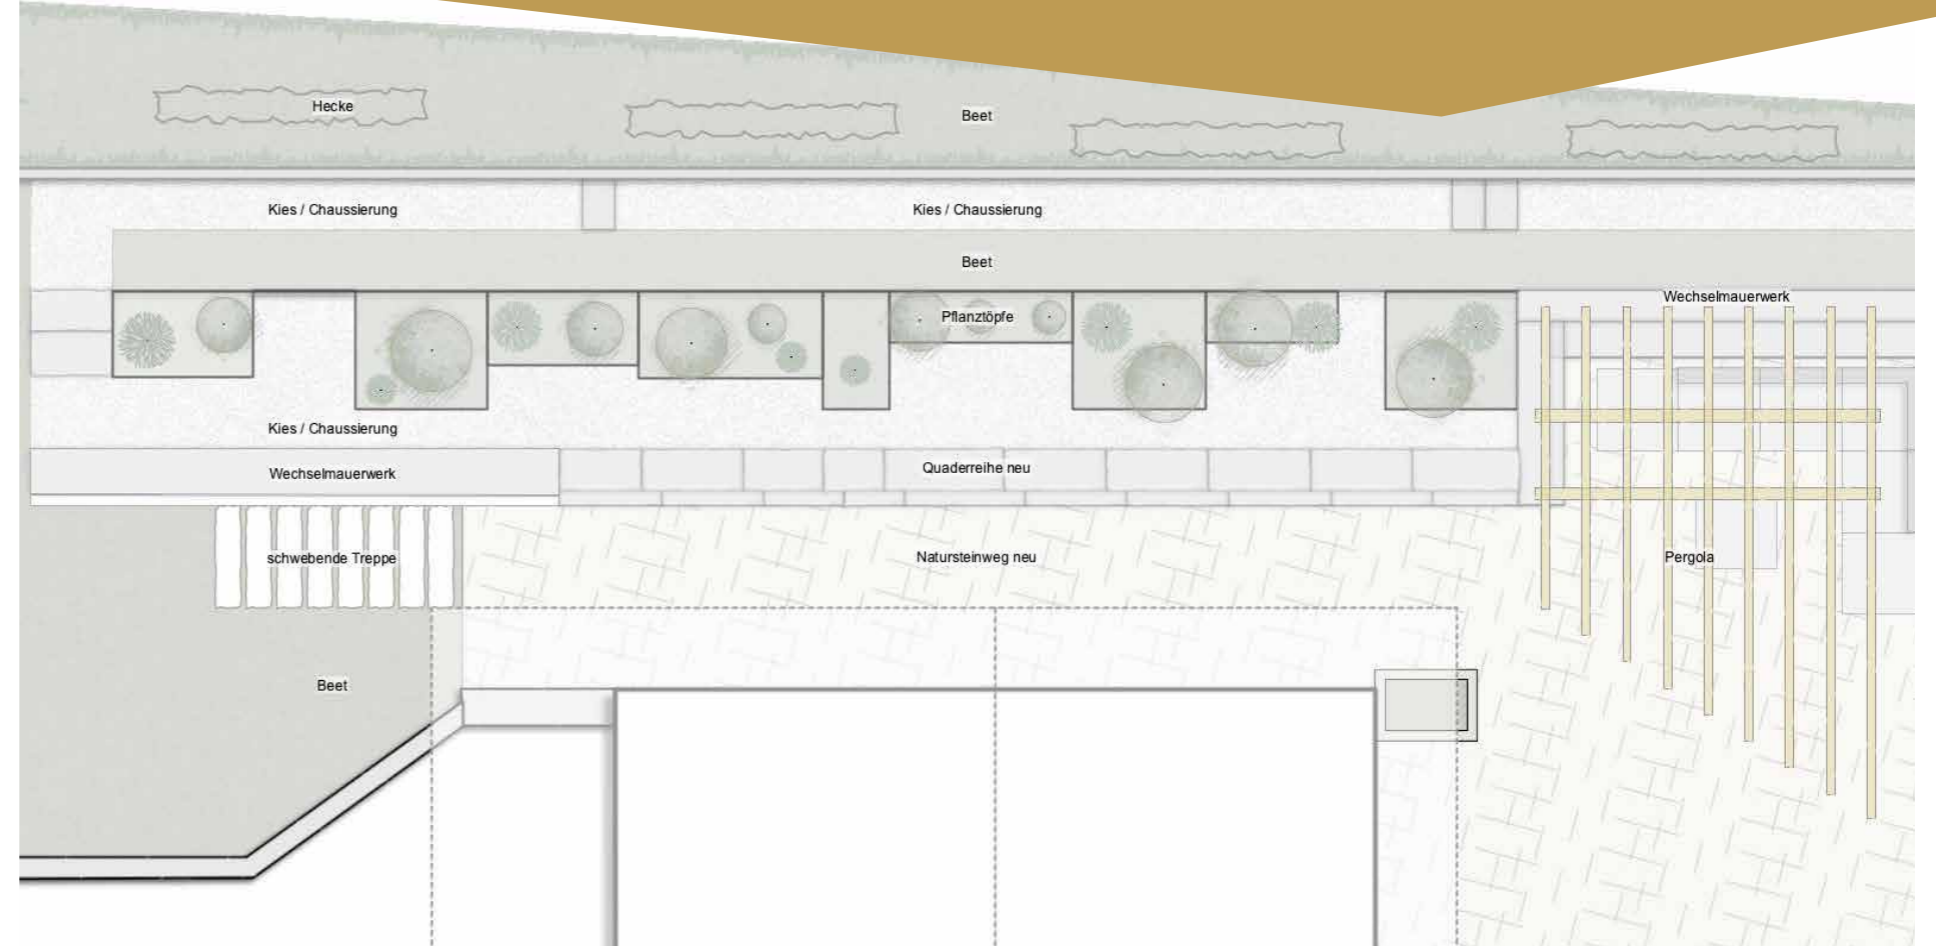 Hecke
Beet
Kies / Chaussierung
Kies / Chaussierung
Beet
Wechselmauerwerk
Pflanztöpfe
Kies / Chaussierung
Wechselmauerwerk
Quaderreihe neu
schwebende Treppe
Natursteinweg neu
Pergola
Beet